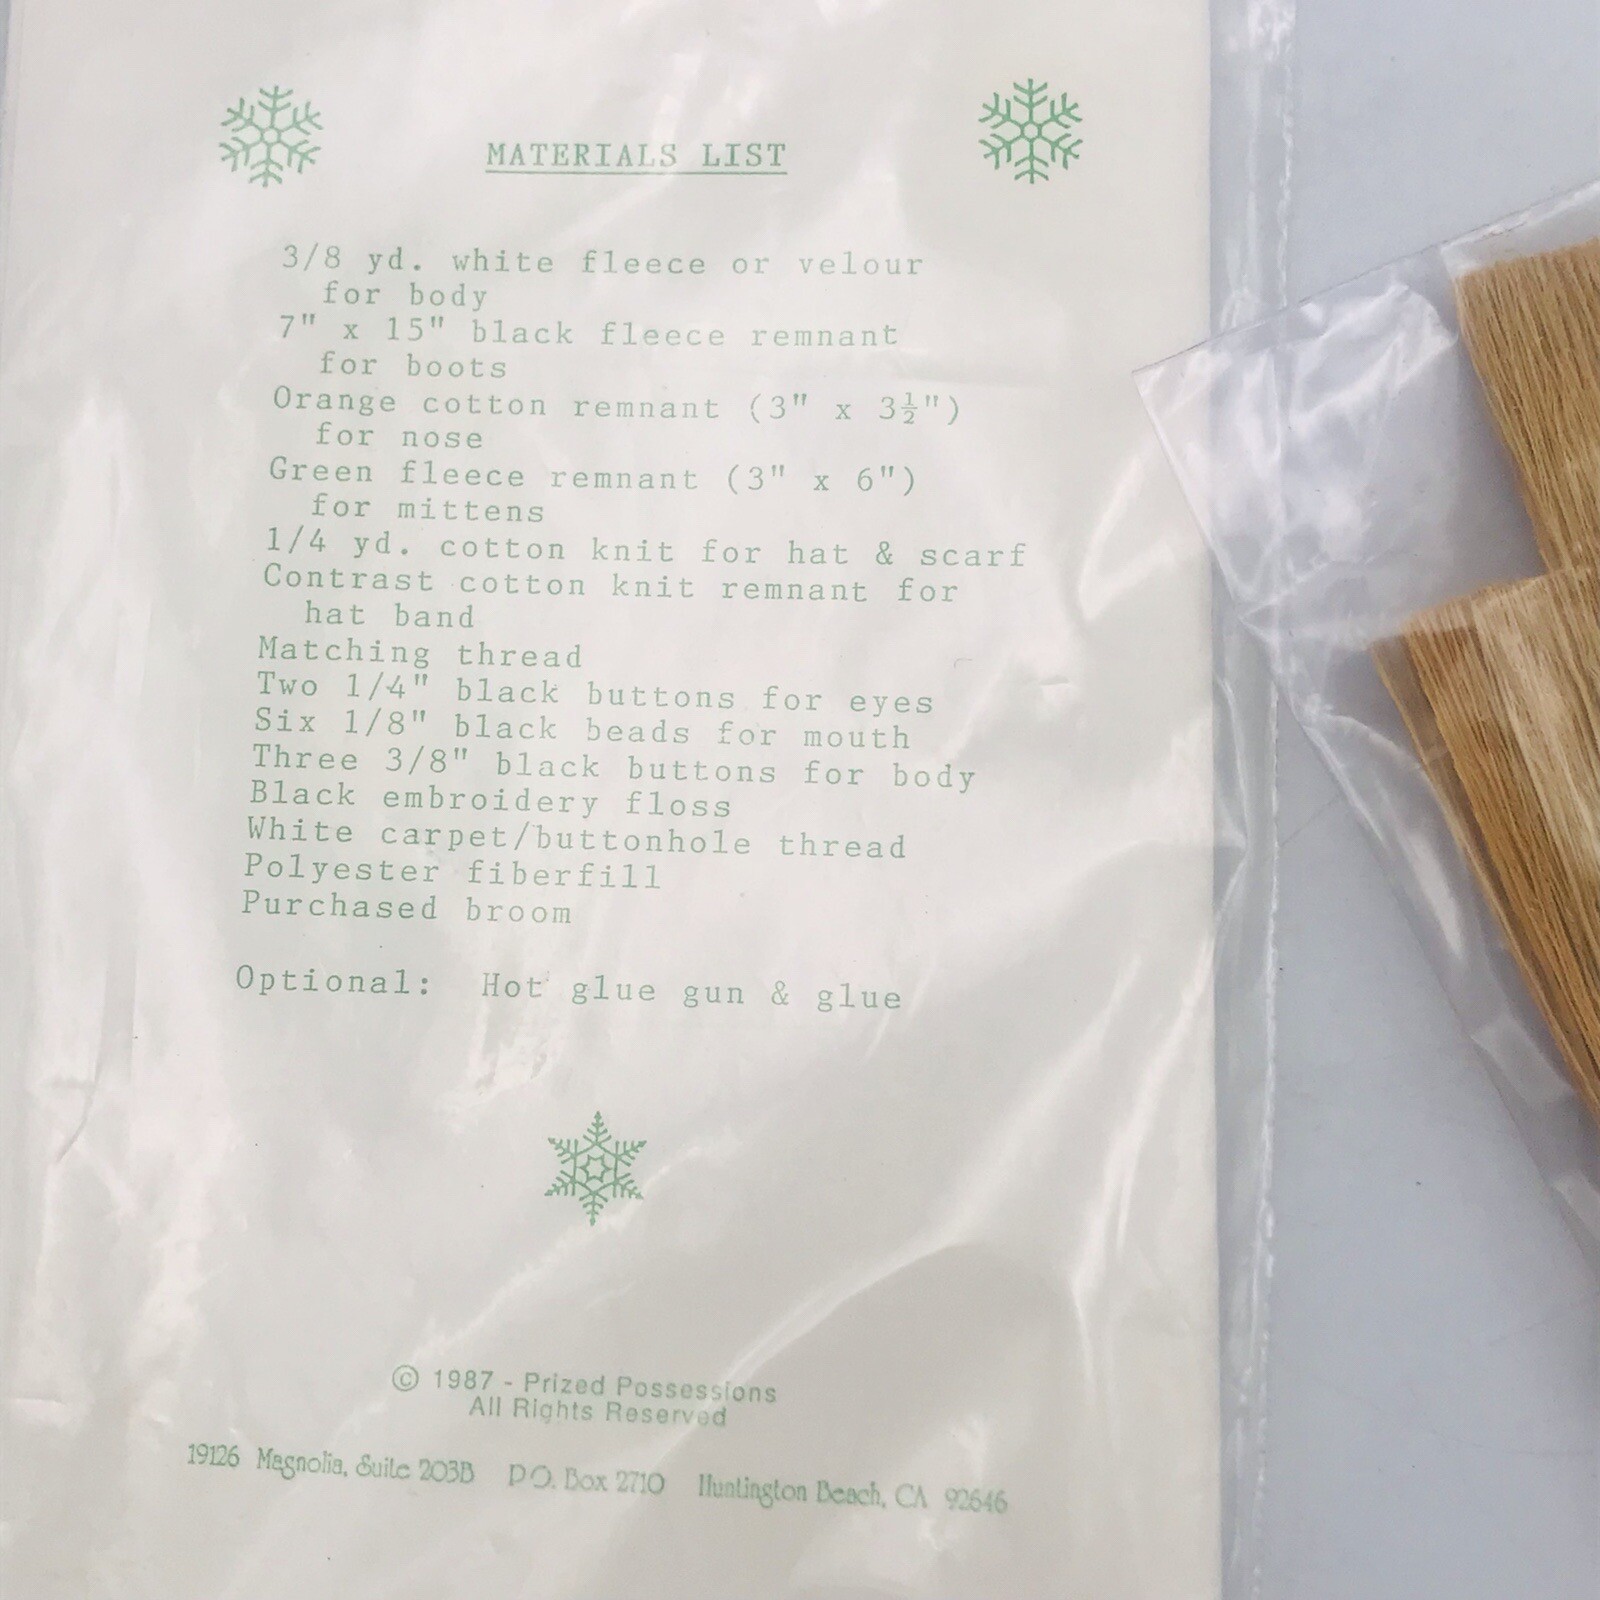 MATERIALS LIST
3/8 yd. white fleece or velour
for body
7" x 15" black fleece remnant
for boots
Orange cotton remnant (3" x 3½")
for nose
Green fleece remnant (3" x 6")
for mittens
1/4 yd. cotton knit for hat & scarf
Contrast cotton knit remnant for
hat band
Matching thread
Two 1/4" black buttons for eyes
Six 1/8" black beads for mouth
Three 3/8" black buttons for body
Black embroidery floss
White carpet/buttonhole thread
Polyester fiberfill
Purchased broom
Optional: Hot glue gun & glue
© 1987 - Prized Possessions
All Rights Reserved
19126 Magnolia, Suite 203B P.O. Box 2710 Huntington Beach, CA 92646